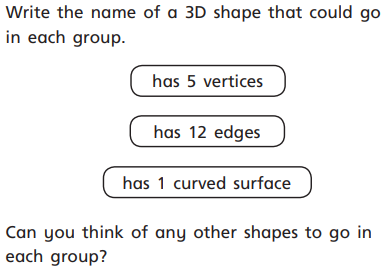 Write the name of a 3D shape that could go
in each group.
has 5 vertices
has 12 edges
has 1 curved surface
Can you think of any other shapes to go in
each group?